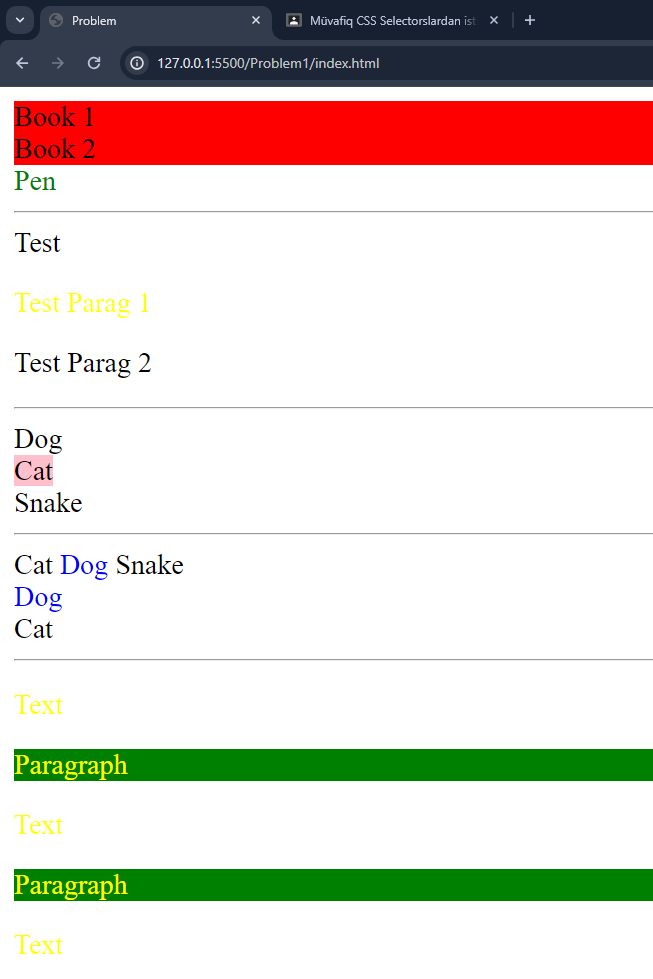 Problem
Müvafiq CSS Selectorslardan ist
127.0.0.1:5500/Problem1/index.html
Book 1
Book 2
Pen
Test
Test Parag 1
Test Parag 2
Dog
Cat
Snake
Cat Dog Snake
Dog
Cat
Text
Paragraph
Text
Paragraph
Text